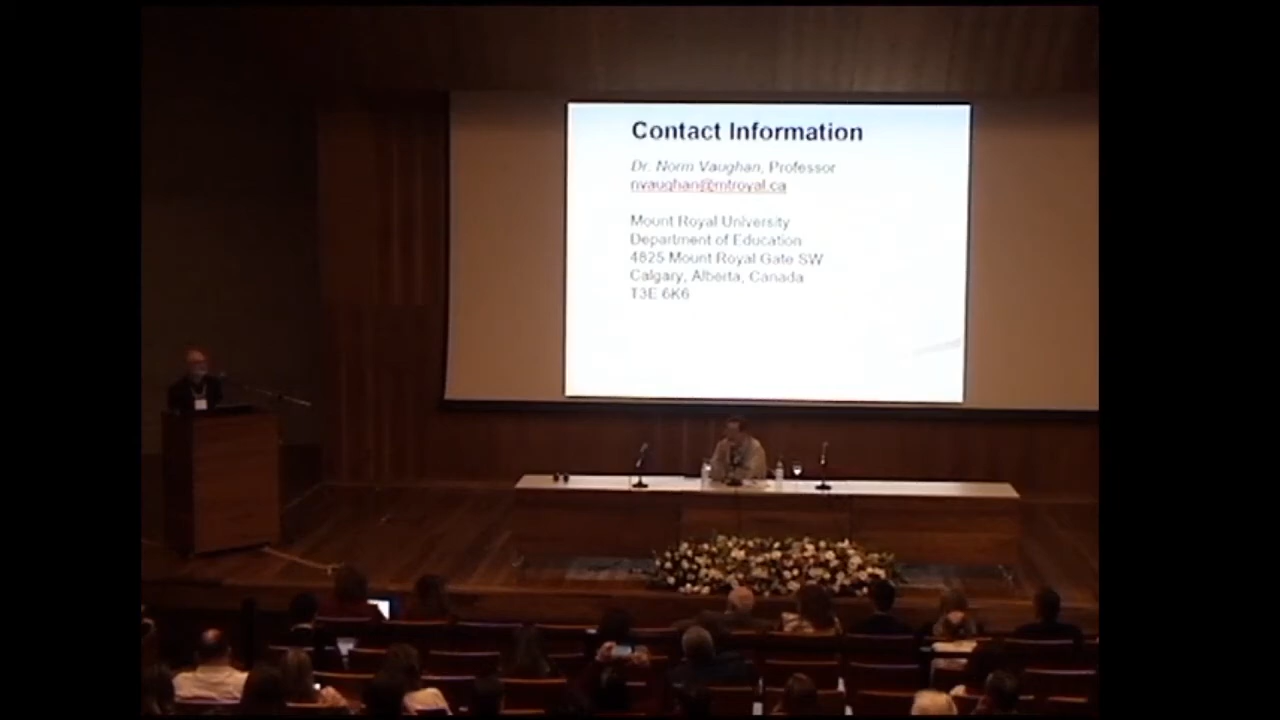 Contact Information
Dr. Norm Vaughan, Professor
nvaughan@mtroyal.ca
Mount Royal University
Department of Education
4825 Mount Royal Gate SW
Calgary, Alberta, Canada
T3E 6K6